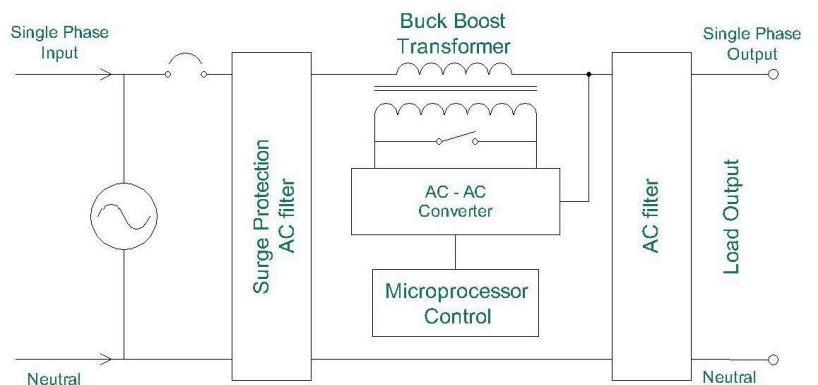 Single Phase
Input
Buck Boost
Transformer
Single Phase
Output
Surge Protection
AC filter
AC - AC
Converter
Microprocessor
Control
AC filter
Load Output
Neutral
Neutral